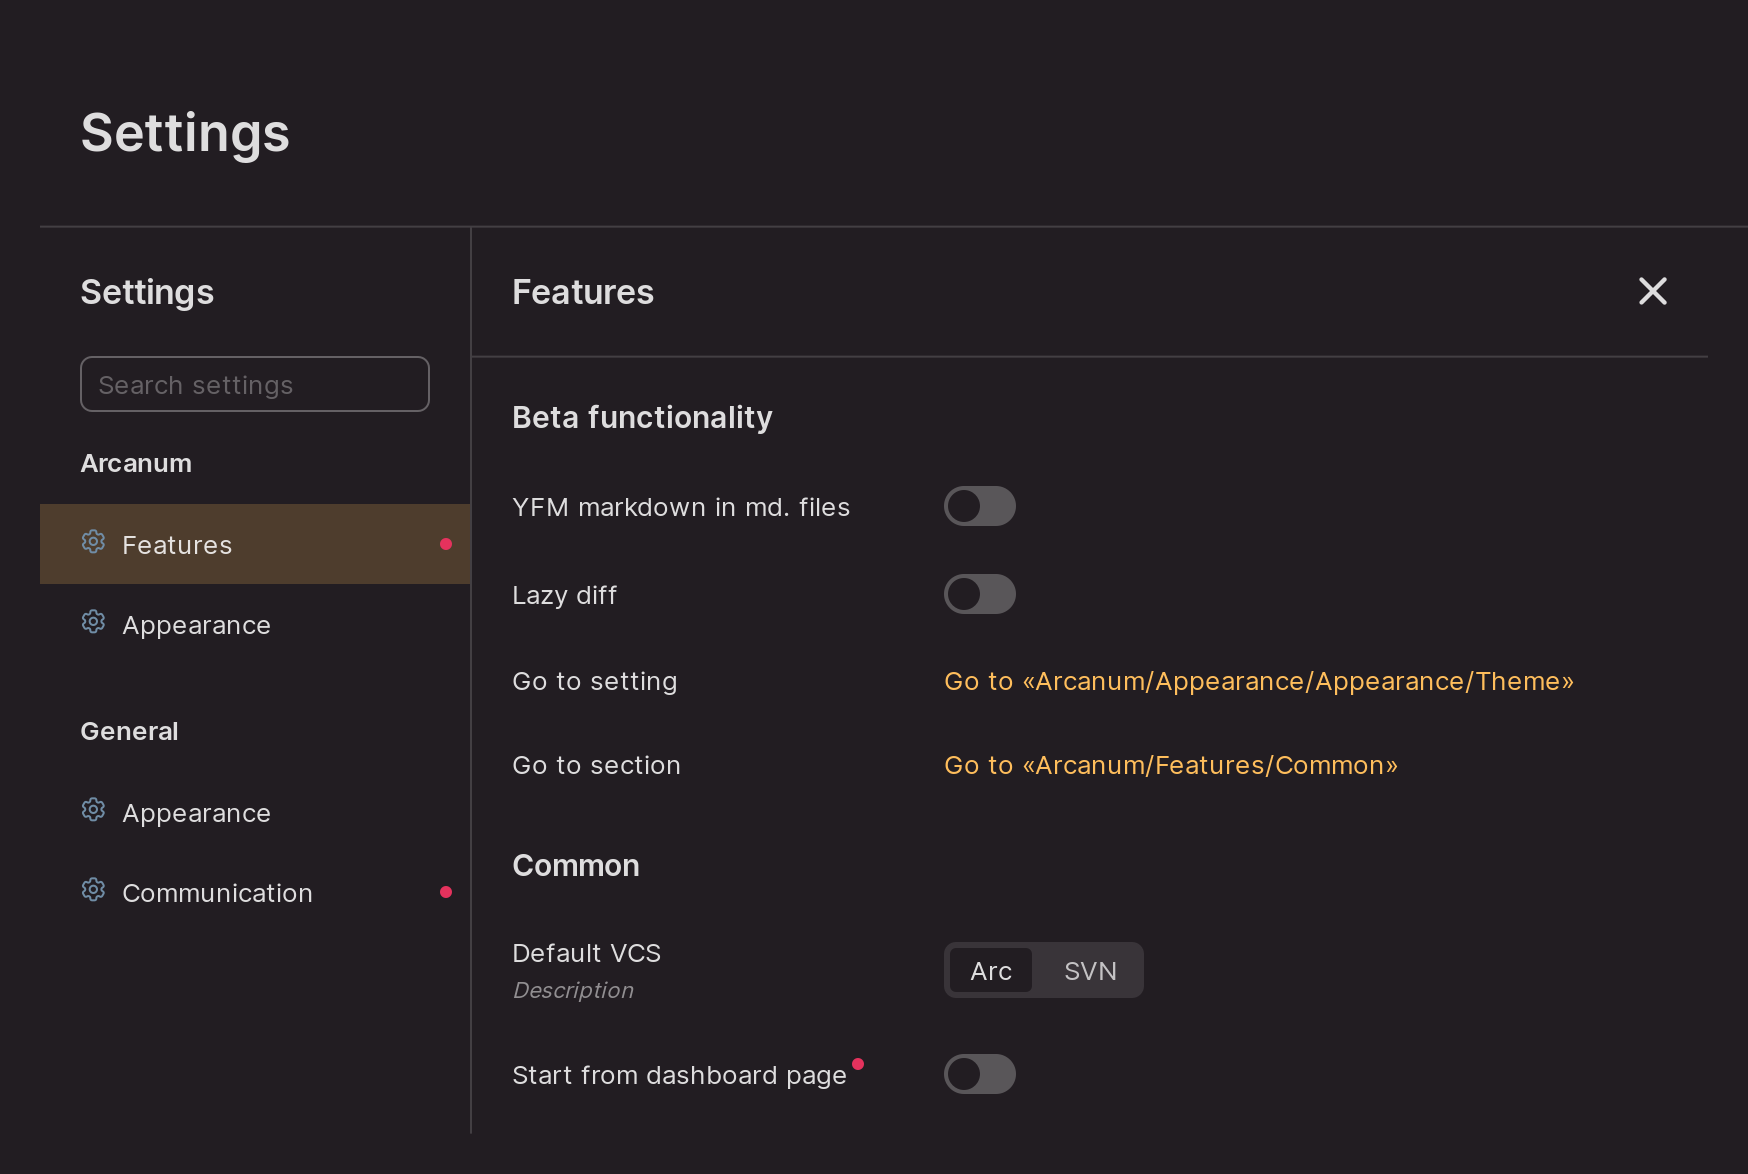 Settings
Settings
Search settings
Arcanum
Features
Appearance
General
Appearance
Communication
Features
Beta functionality
YFM markdown in md. files
Lazy diff
Go to setting
Go to «Arcanum/Appearance/Appearance/Theme»
Go to section
Go to «Arcanum/Features/Common»
Common
Default VCS
Description
Arc SVN
Start from dashboard page